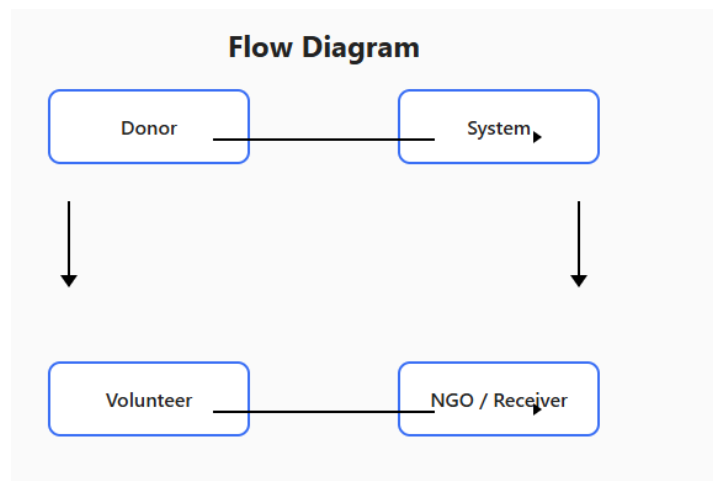 Flow Diagram
Donor
System
Volunteer
NGO / Receiver